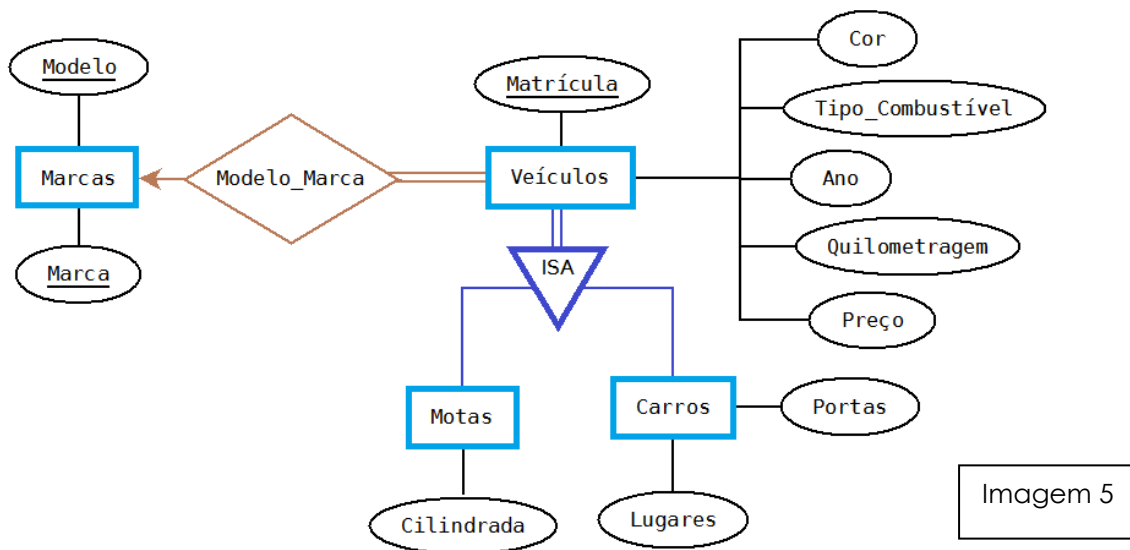 Cor
Modelo
Matrícula
Tipo_Combustível
Marcas
Modelo_Marca
Veículos
Ano
Quilometragem
Marca
ISA
Preço
Motas
Carros
Portas
Cilindrada
Lugares
Imagem 5